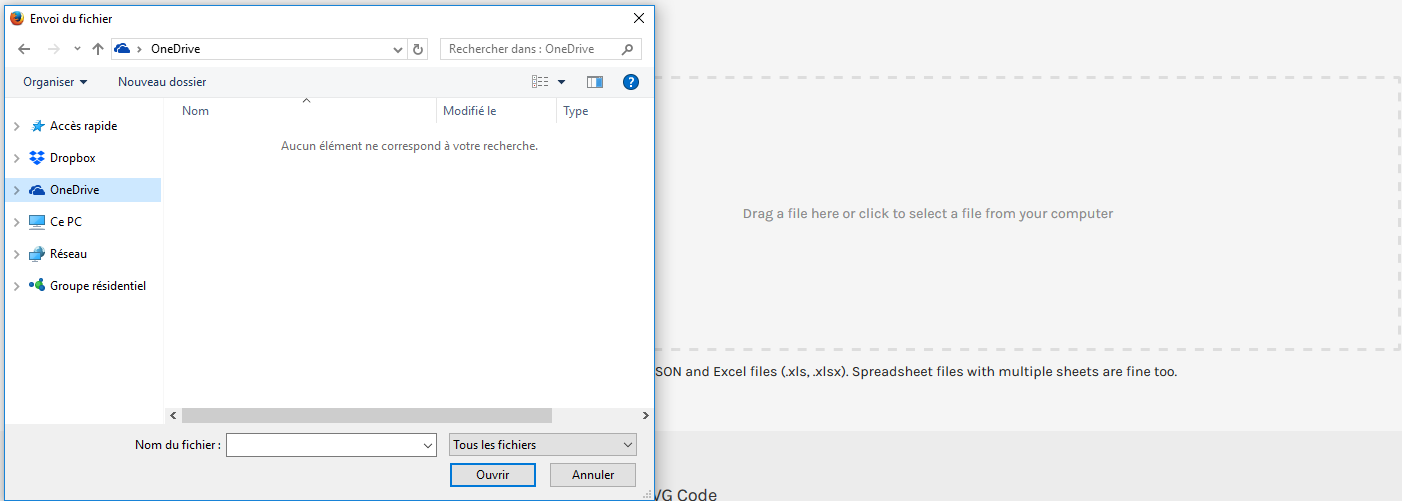 Envoi du fichier
OneDrive
Rechercher dans : OneDrive
Organiser
Nouveau dossier
?
Nom
Modifié le
Type
Aucun élément ne correspond à votre recherche.
Accès rapide
Dropbox
OneDrive
Ce PC
Réseau
Groupe résidentiel
Nom du fichier :
Tous les fichiers
Ouvrir
Annuler
Drag a file here or click to select a file from your computer
SON and Excel files (.xls, .xlsx). Spreadsheet files with multiple sheets are fine too.
VG Code